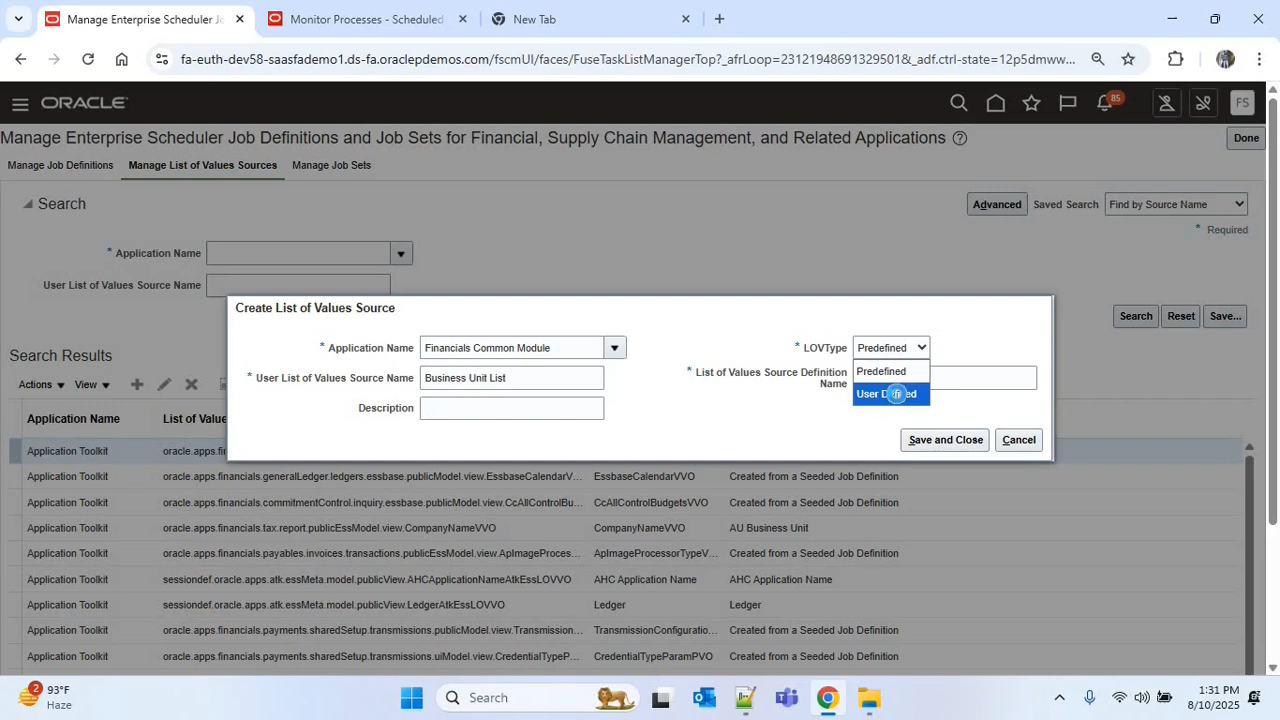 Manage Enterprise Scheduler Jo
Monitor Processes - Scheduled
New Tab
fa-euth-dev58-saasfademo1.ds-fa.oraclepdemos.com/fscmUI/faces/FuseTaskListManagerTop?_afrLoop=23121948691329501&_adf.ctrl-state=12p5dmww...
ORACLE
85
FS
Manage Enterprise Scheduler Job Definitions and Job Sets for Financial, Supply Chain Management, and Related Applications
Done
Manage Job Definitions
Manage List of Values Sources
Manage Job Sets
Search
Advanced
Saved Search
Find by Source Name
* Required
* Application Name
User List of Values Source Name
Search
Reset
Save...
Create List of Values Source
* Application Name
Financials Common Module
* LOVType
Predefined
Predefined
* User List of Values Source Name
Business Unit List
* List of Values Source Definition Name
User Defined
Description
Save and Close
Cancel
Search Results
Actions
View
Application Name
List of Value
Application Toolkit
oracle.apps.fi
Application Toolkit
oracle.apps.financials.generalLedger.ledgers.essbase.publicModel.view.EssbaseCalendarV...
EssbaseCalendarVVO
Created from a Seeded Job Definition
Application Toolkit
oracle.apps.financials.commitmentControl.inquiry.essbase.publicModel.view.CcAllControlBu...
CcAllControlBudgetsVVO
Created from a Seeded Job Definition
Application Toolkit
oracle.apps.financials.tax.report.publicEssModel.view.CompanyNameVVO
CompanyNameVVO
AU Business Unit
Application Toolkit
oracle.apps.financials.payables.invoices.transactions.publicEssModel.view.ApImageProces...
ApImageProcessorTypeV...
Created from a Seeded Job Definition
Application Toolkit
sessiondef.oracle.apps.atk.essMeta.model.publicView.AHCApplicationNameAtkEssLOVVO
AHC Application Name
AHC Application Name
Application Toolkit
sessiondef.oracle.apps.atk.essMeta.model.publicView.LedgerAtkEssLOVVO
Ledger
Ledger
Application Toolkit
oracle.apps.financials.payments.sharedSetup.transmissions.publicModel.view.Transmission...
TransmissionConfiguratio...
Created from a Seeded Job Definition
Application Toolkit
oracle.apps.financials.payments.sharedSetup.transmissions.uiModel.view.CredentialTypePa...
CredentialTypeParamPVO
Created from a Seeded Job Definition
2
93°F
Haze
Search
1:31 PM
8/10/2025